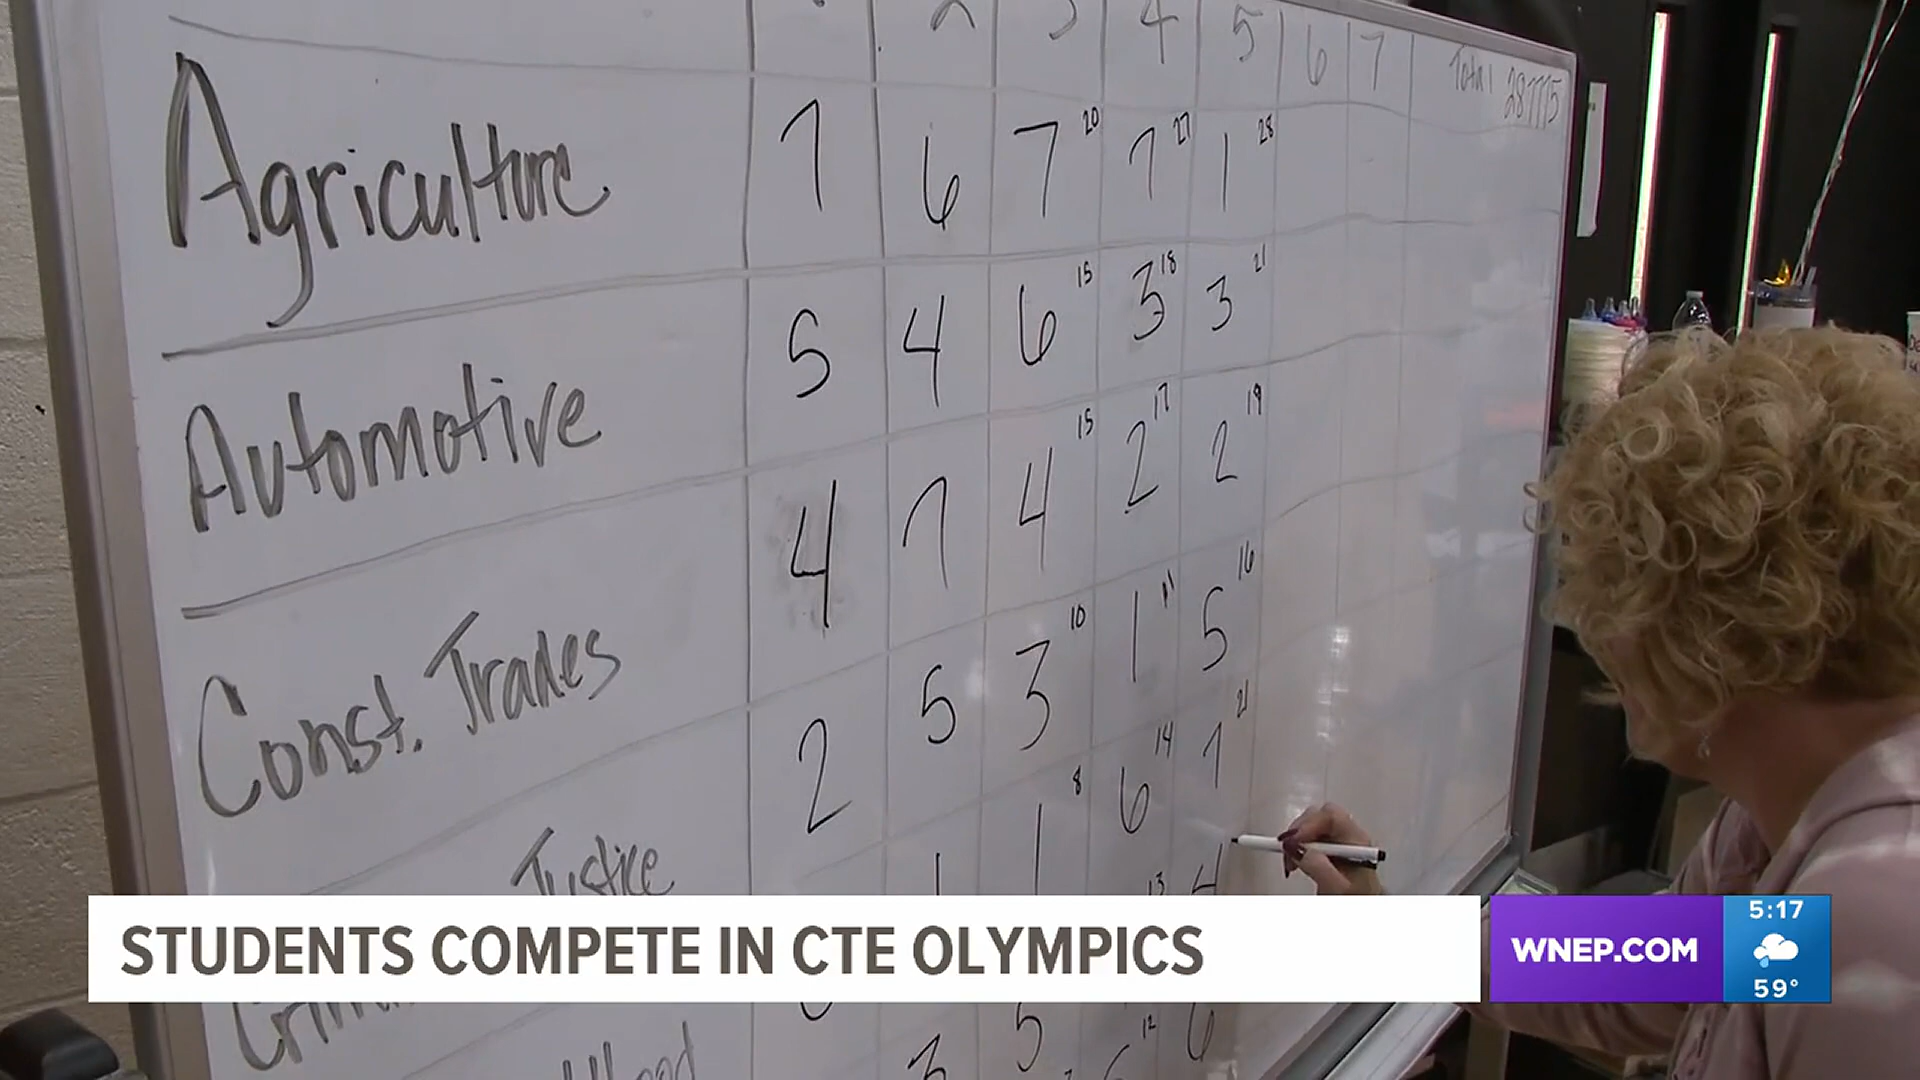 2 3 4 5 6 7 Total 28 7775
Agriculture 7 6 7 20 7 27 1 28
Automotive 5 4 6 15 3 18 3 21
Const. Trades 4 7 4 15 2 17 2 19
2 5 3 10 1 11 5 16
Justice 1 1 8 6 14 7 21
13 4
STUDENTS COMPETE IN CTE OLYMPICS
WNEP.COM
5:17
59°
3 5 12 6